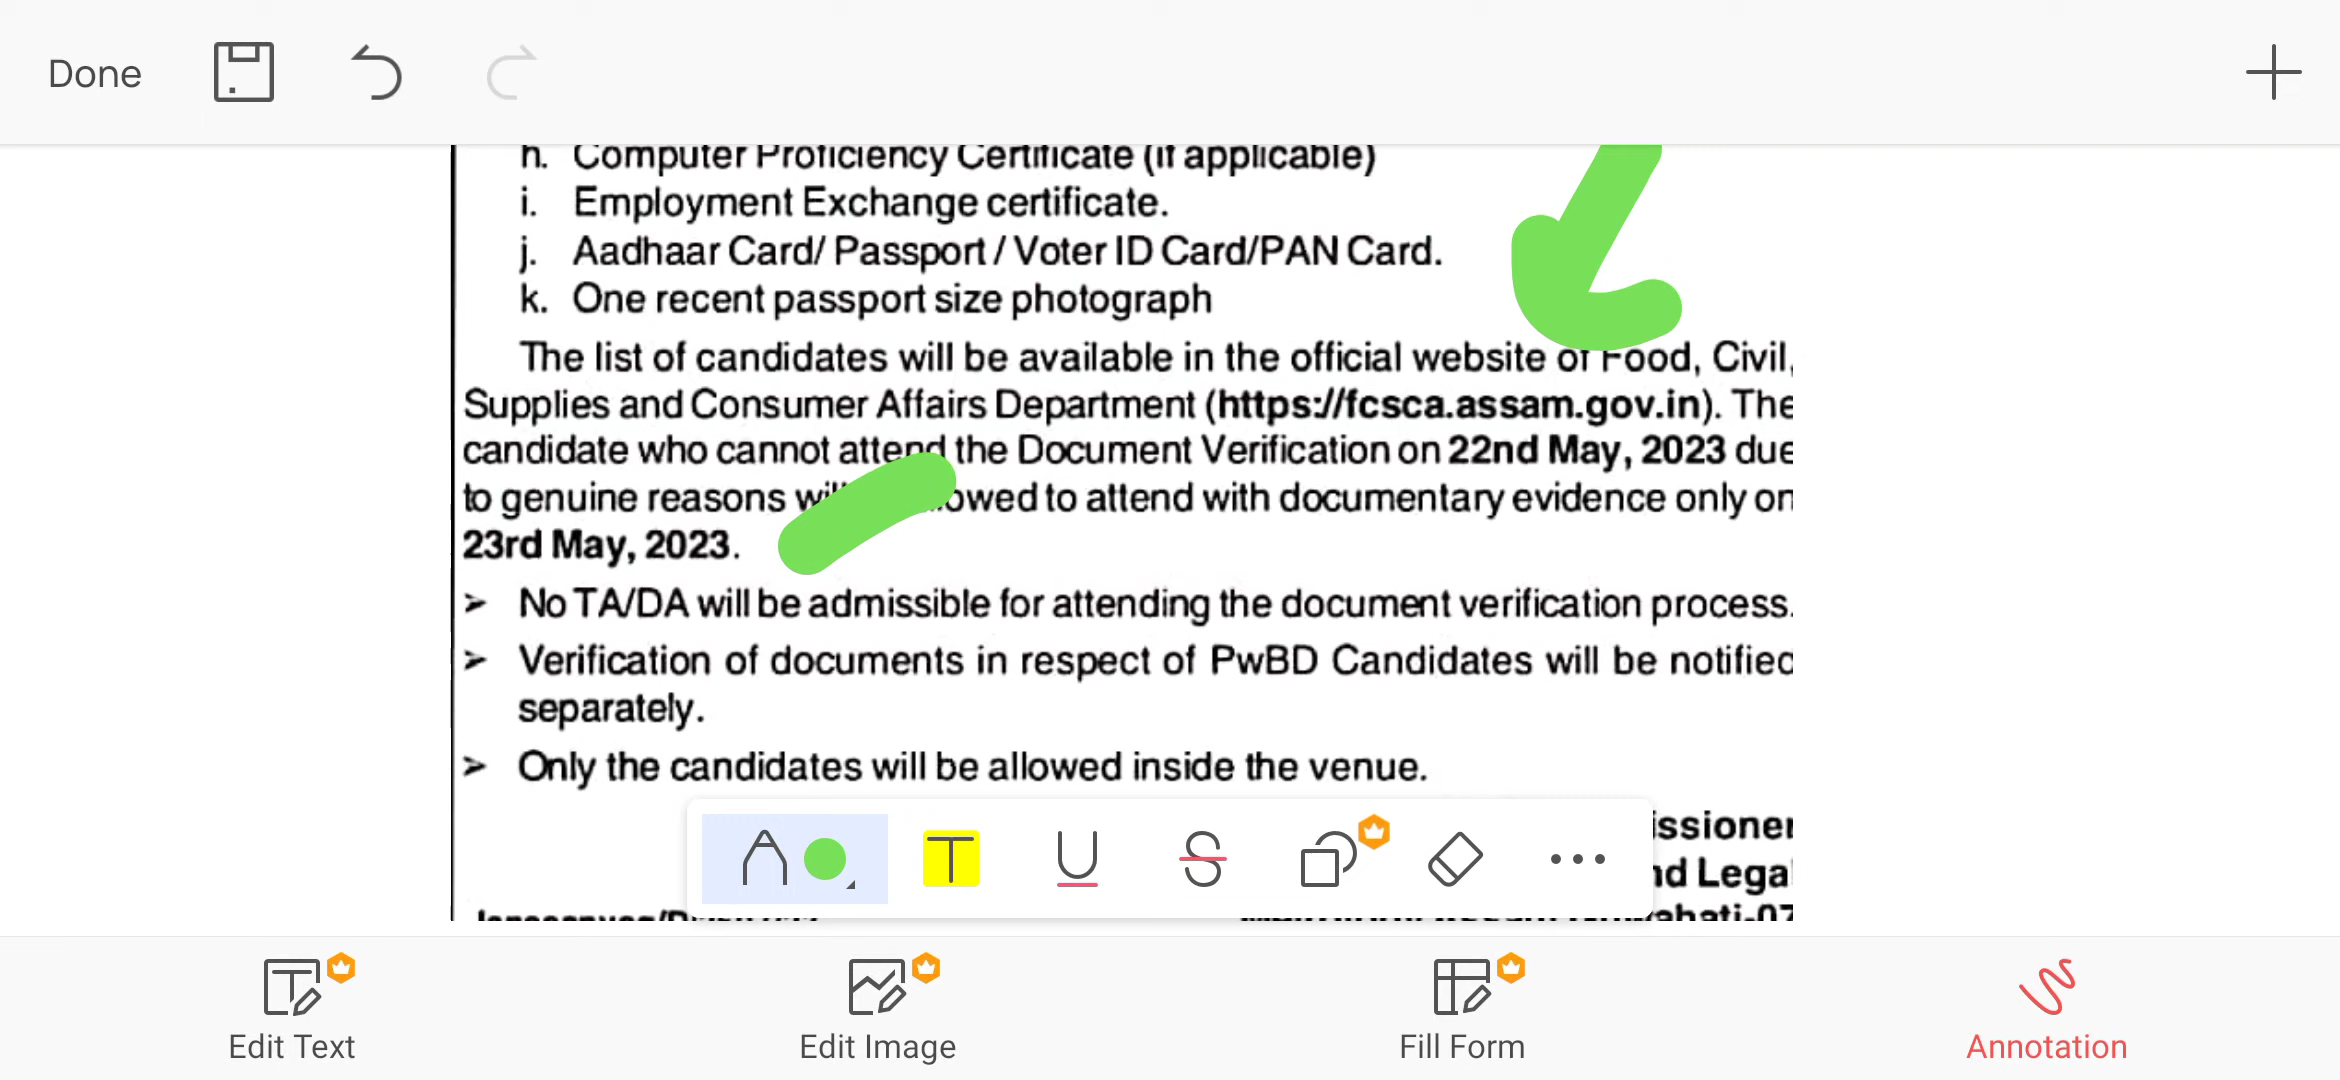 Done
h. Computer Proficiency Certificate (if applicable)
i. Employment Exchange certificate.
j. Aadhaar Card/ Passport / Voter ID Card/PAN Card.
k. One recent passport size photograph
The list of candidates will be available in the official website of Food, Civil,
Supplies and Consumer Affairs Department (https://fcsca.assam.gov.in). The
candidate who cannot attend the Document Verification on 22nd May, 2023 due
to genuine reasons will owed to attend with documentary evidence only on
23rd May, 2023.
➢ No TA/DA will be admissible for attending the document verification process.
➢ Verification of documents in respect of PwBD Candidates will be notified
separately.
➢ Only the candidates will be allowed inside the venue.
issioner
nd Legal
ahati-07
Edit Text
Edit Image
Fill Form
Annotation